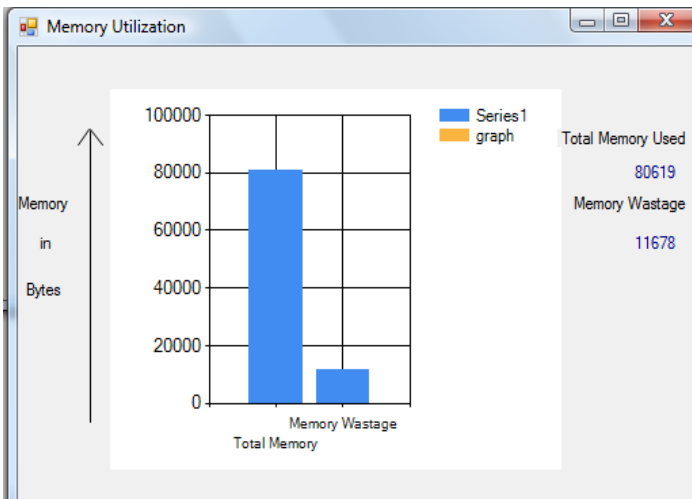 Memory Utilization
Memory
in
Bytes
100000
80000
60000
40000
20000
0
Memory Wastage
Total Memory
Series1
graph
Total Memory Used
80619
Memory Wastage
11678